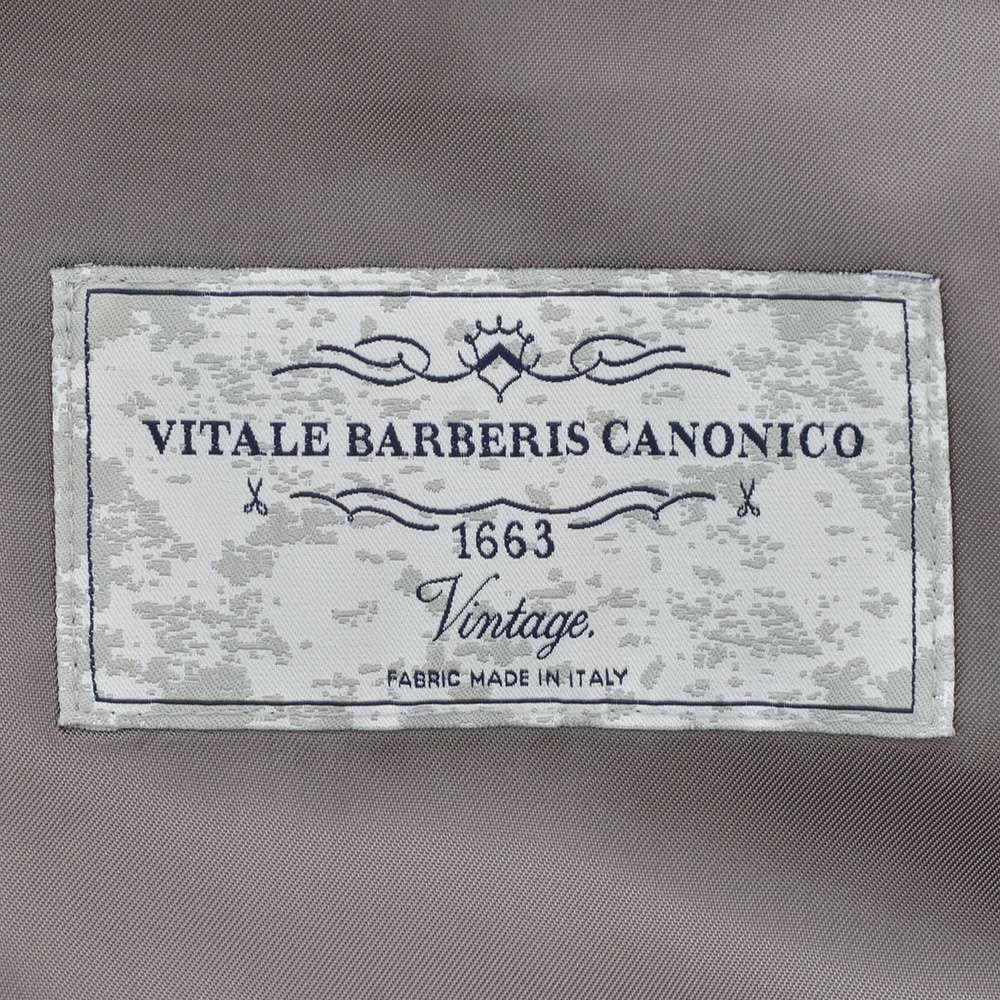 VITALE BARBERIS CANONICO
1663
Vintage.
FABRIC MADE IN ITALY